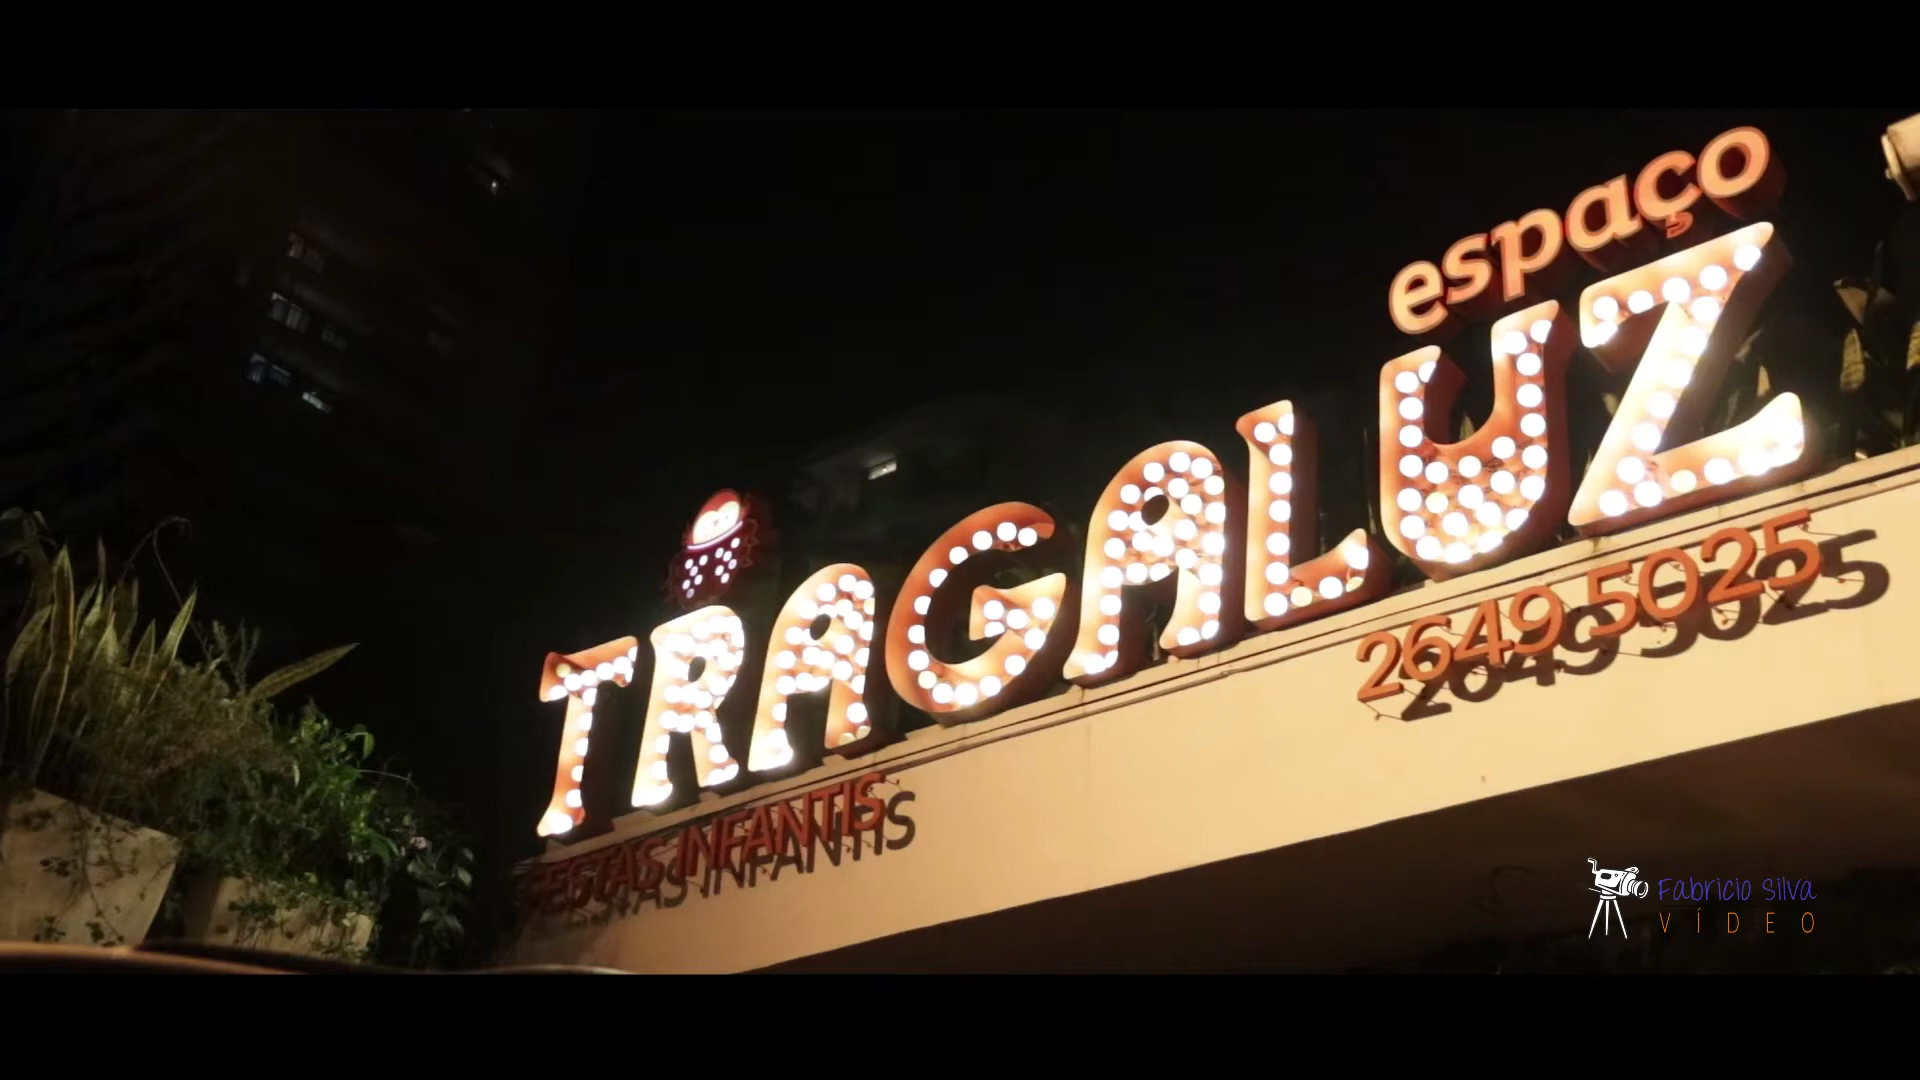 espaço
TRAGALUZ
2649 5025
FESTAS INFANTIS
Fabricio Silva
VÍDEO